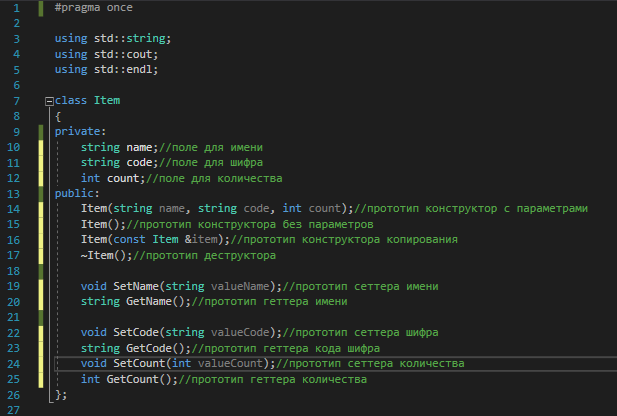 1 #pragma once
2
3 using std::string;
4 using std::cout;
5 using std::endl;
6
7 class Item
8 {
9 private:
10 string name;//поле для имени
11 string code;//поле для шифра
12 int count;//поле для количества
13 public:
14 Item(string name, string code, int count);//прототип конструктор с параметрами
15 Item();//прототип конструктора без параметров
16 Item(const Item &item);//прототип конструктора копирования
17 ~Item();//прототип деструктора
18
19 void SetName(string valueName);//прототип сеттера имени
20 string GetName();//прототип геттера имени
21
22 void SetCode(string valueCode);//прототип сеттера шифра
23 string GetCode();//прототип геттера кода шифра
24 void SetCount(int valueCount);//прототип сеттера количества
25 int GetCount();//прототип геттера количества
26 };
27